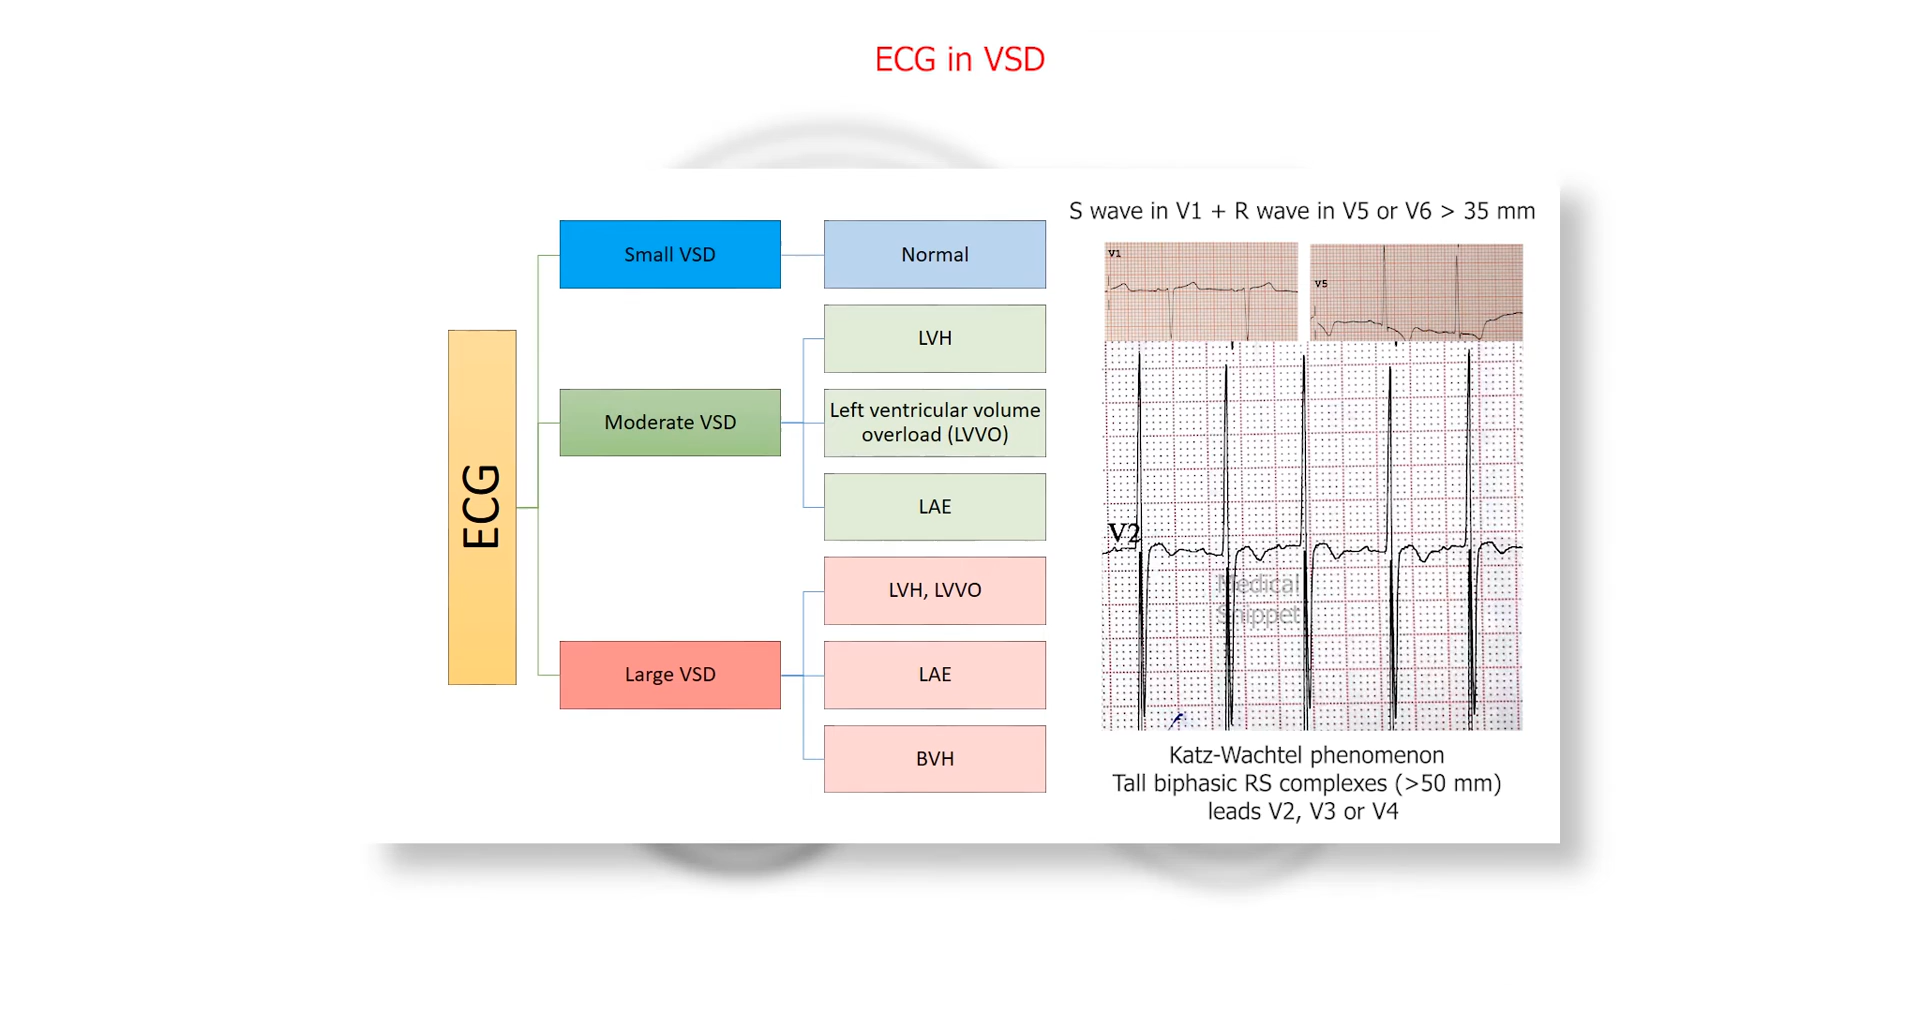 ECG in VSD
ECG
Small VSD
Normal
Moderate VSD
LVH
Left ventricular volume
overload (LVVO)
LAE
Large VSD
LVH, LVVO
LAE
BVH
S wave in V1 + R wave in V5 or V6 > 35 mm
V1
V5
V2
Medical
Snippet
Katz-Wachtel phenomenon
Tall biphasic RS complexes (>50 mm)
leads V2, V3 or V4